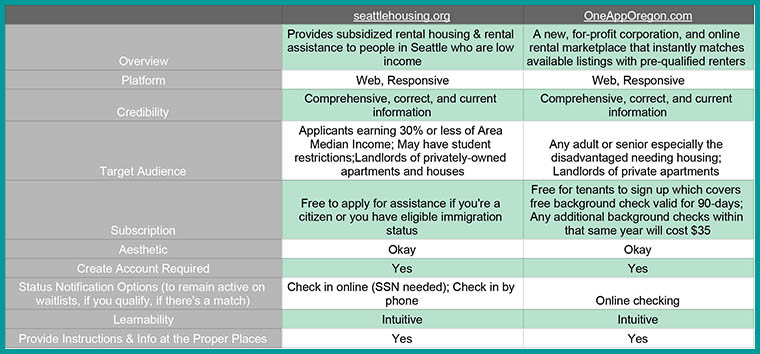 seattlehousing.org OneAppOregon.com
Provides subsidized rental housing & rental A new, for-profit corporation, and online
assistance to people in Seattle who are low rental marketplace that instantly matches
Overview income available listings with pre-qualified renters
Platform Web, Responsive Web, Responsive
Comprehensive, correct, and current Comprehensive, correct, and current
Credibility information information
Applicants earning 30% or less of Area
Median Income; May have student Any adult or senior especially the
restrictions;Landlords of privately-owned disadvantaged needing housing;
Target Audience apartments and houses Landlords of private apartments
Free for tenants to sign up which covers
Free to apply for assistance if you're a free background check valid for 90-days;
citizen or you have eligible immigration Any additional background checks within
Subscription status that same year will cost $35
Aesthetic Okay Okay
Create Account Required Yes Yes
Status Notification Options (to remain active on Check in online (SSN needed); Check in by
waitlists, if you qualify, if there's a match) phone Online checking
Learnability Intuitive Intuitive
Provide Instructions & Info at the Proper Places Yes Yes